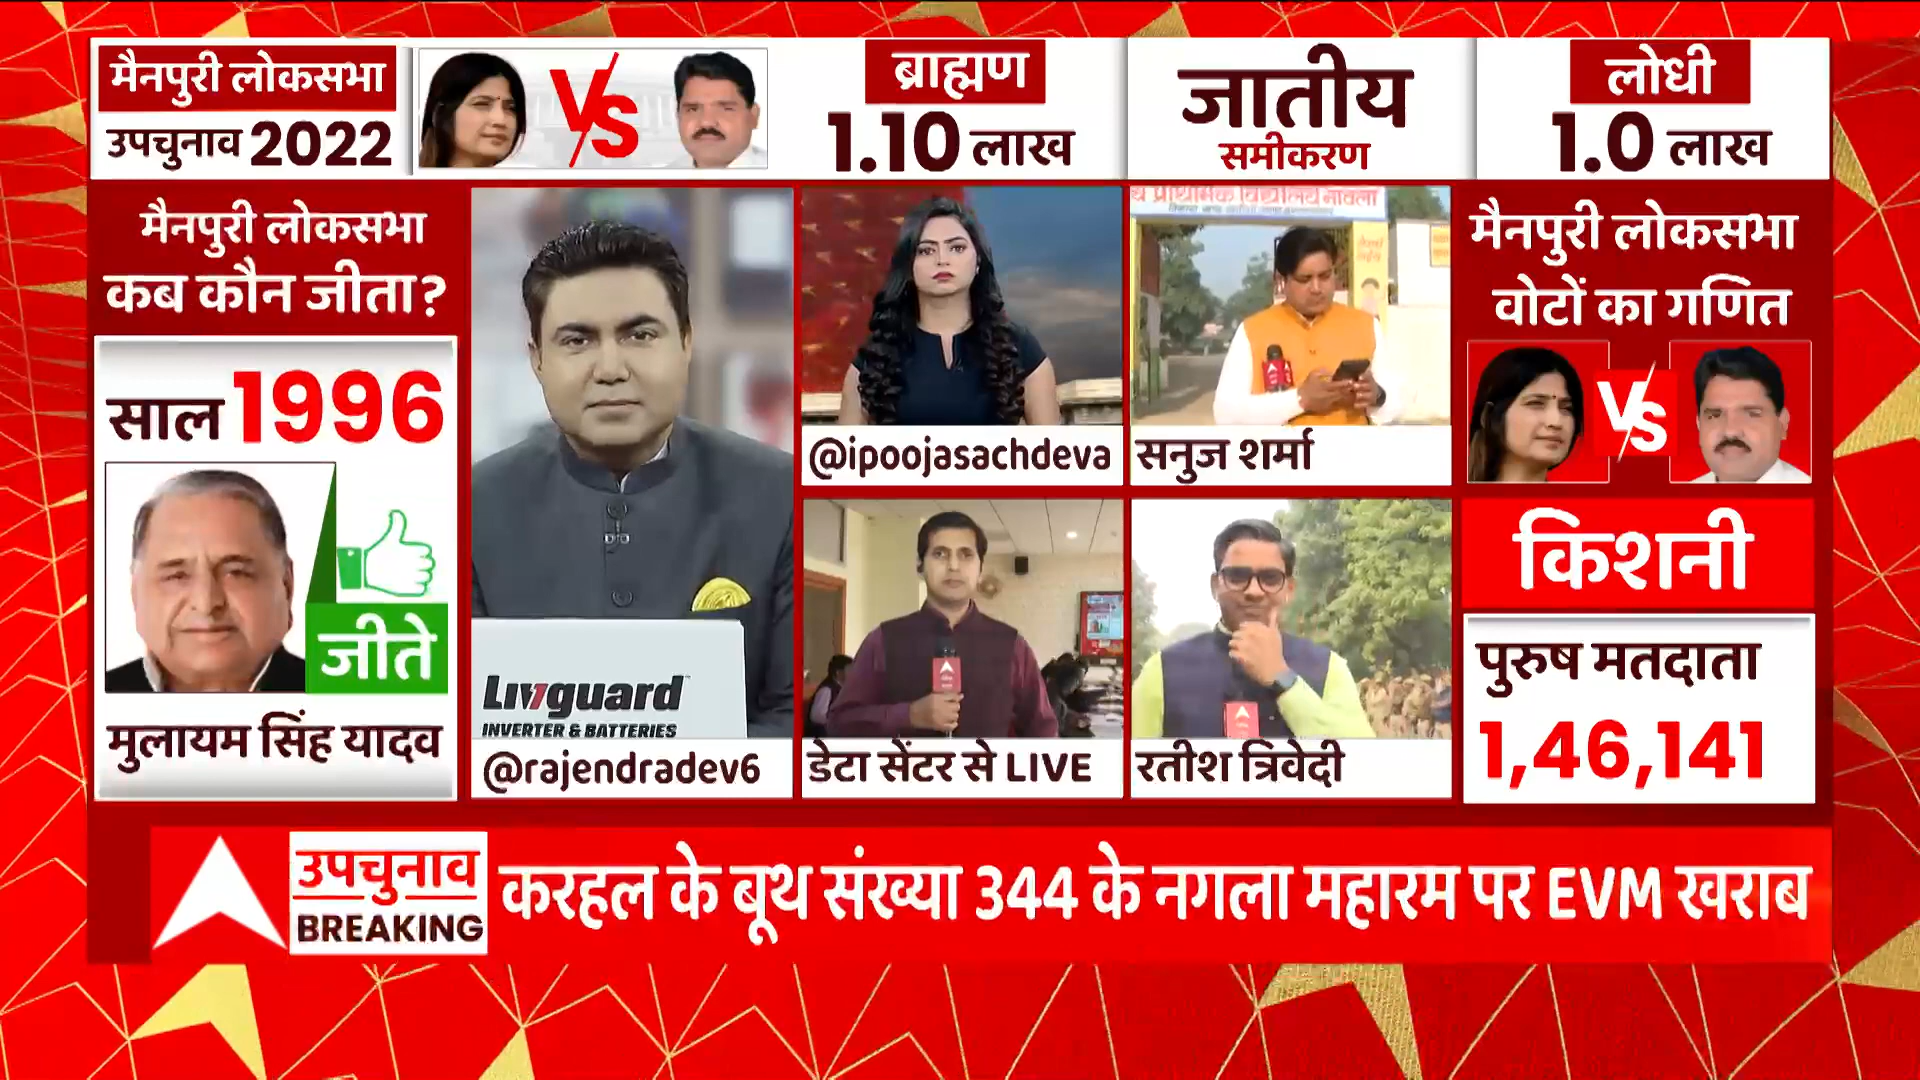 मैनपुरी लोकसभा
उपचुनाव 2022
VS
ब्राह्मण
1.10 लाख
जातीय
समीकरण
लोधी
1.0 लाख
मैनपुरी लोकसभा
कब कौन जीता?
साल 1996
जीते
मुलायम सिंह यादव
Livguard
INVERTER & BATTERIES
@rajendradev6
@ipoojasachdeva
सनुज शर्मा
डेटा सेंटर से LIVE
रतीश त्रिवेदी
मैनपुरी लोकसभा
वोटों का गणित
VS
किशनी
पुरुष मतदाता
1,46,141
उपचुनाव
BREAKING
करहल के बूथ संख्या 344 के नगला महारम पर EVM खराब